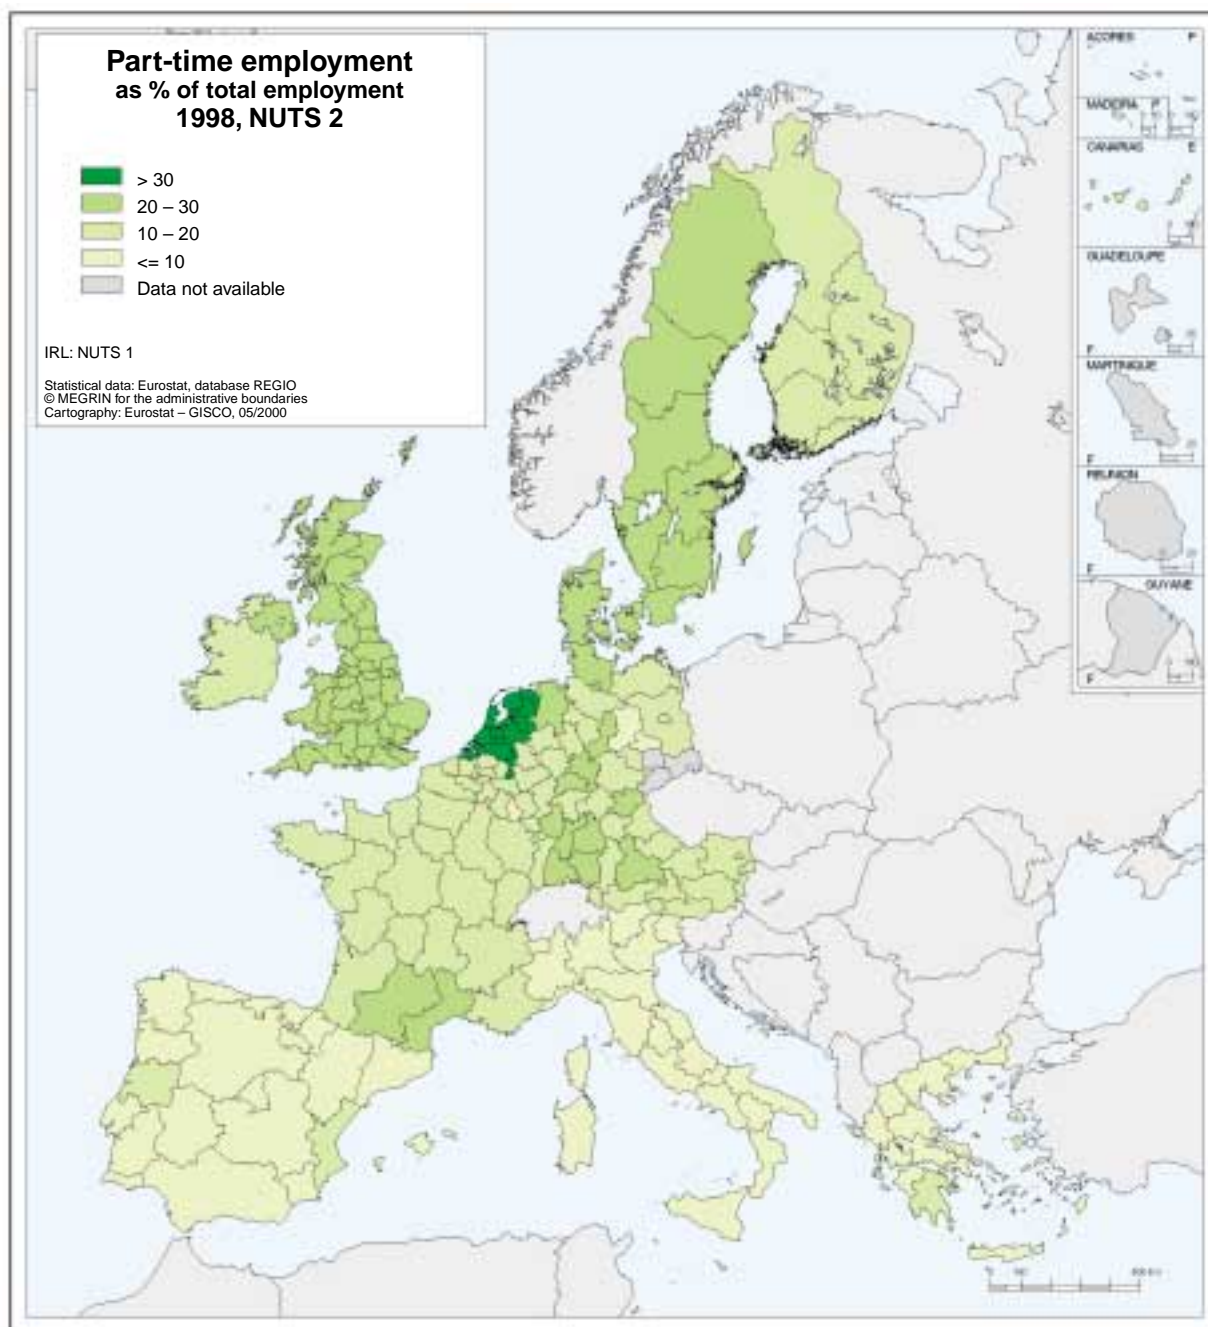 Part-time employment
as % of total employment
1998, NUTS 2
> 30
20 – 30
10 – 20
<= 10
Data not available
IRL: NUTS 1
Statistical data: Eurostat, database REGIO
© MEGRIN for the administrative boundaries
Cartography: Eurostat – GISCO, 05/2000
AÇORES P
MADEIRA P
CANARIAS E
GUADELOUPE
F
MARTINIQUE
F
REUNION
F
GUYANE
F